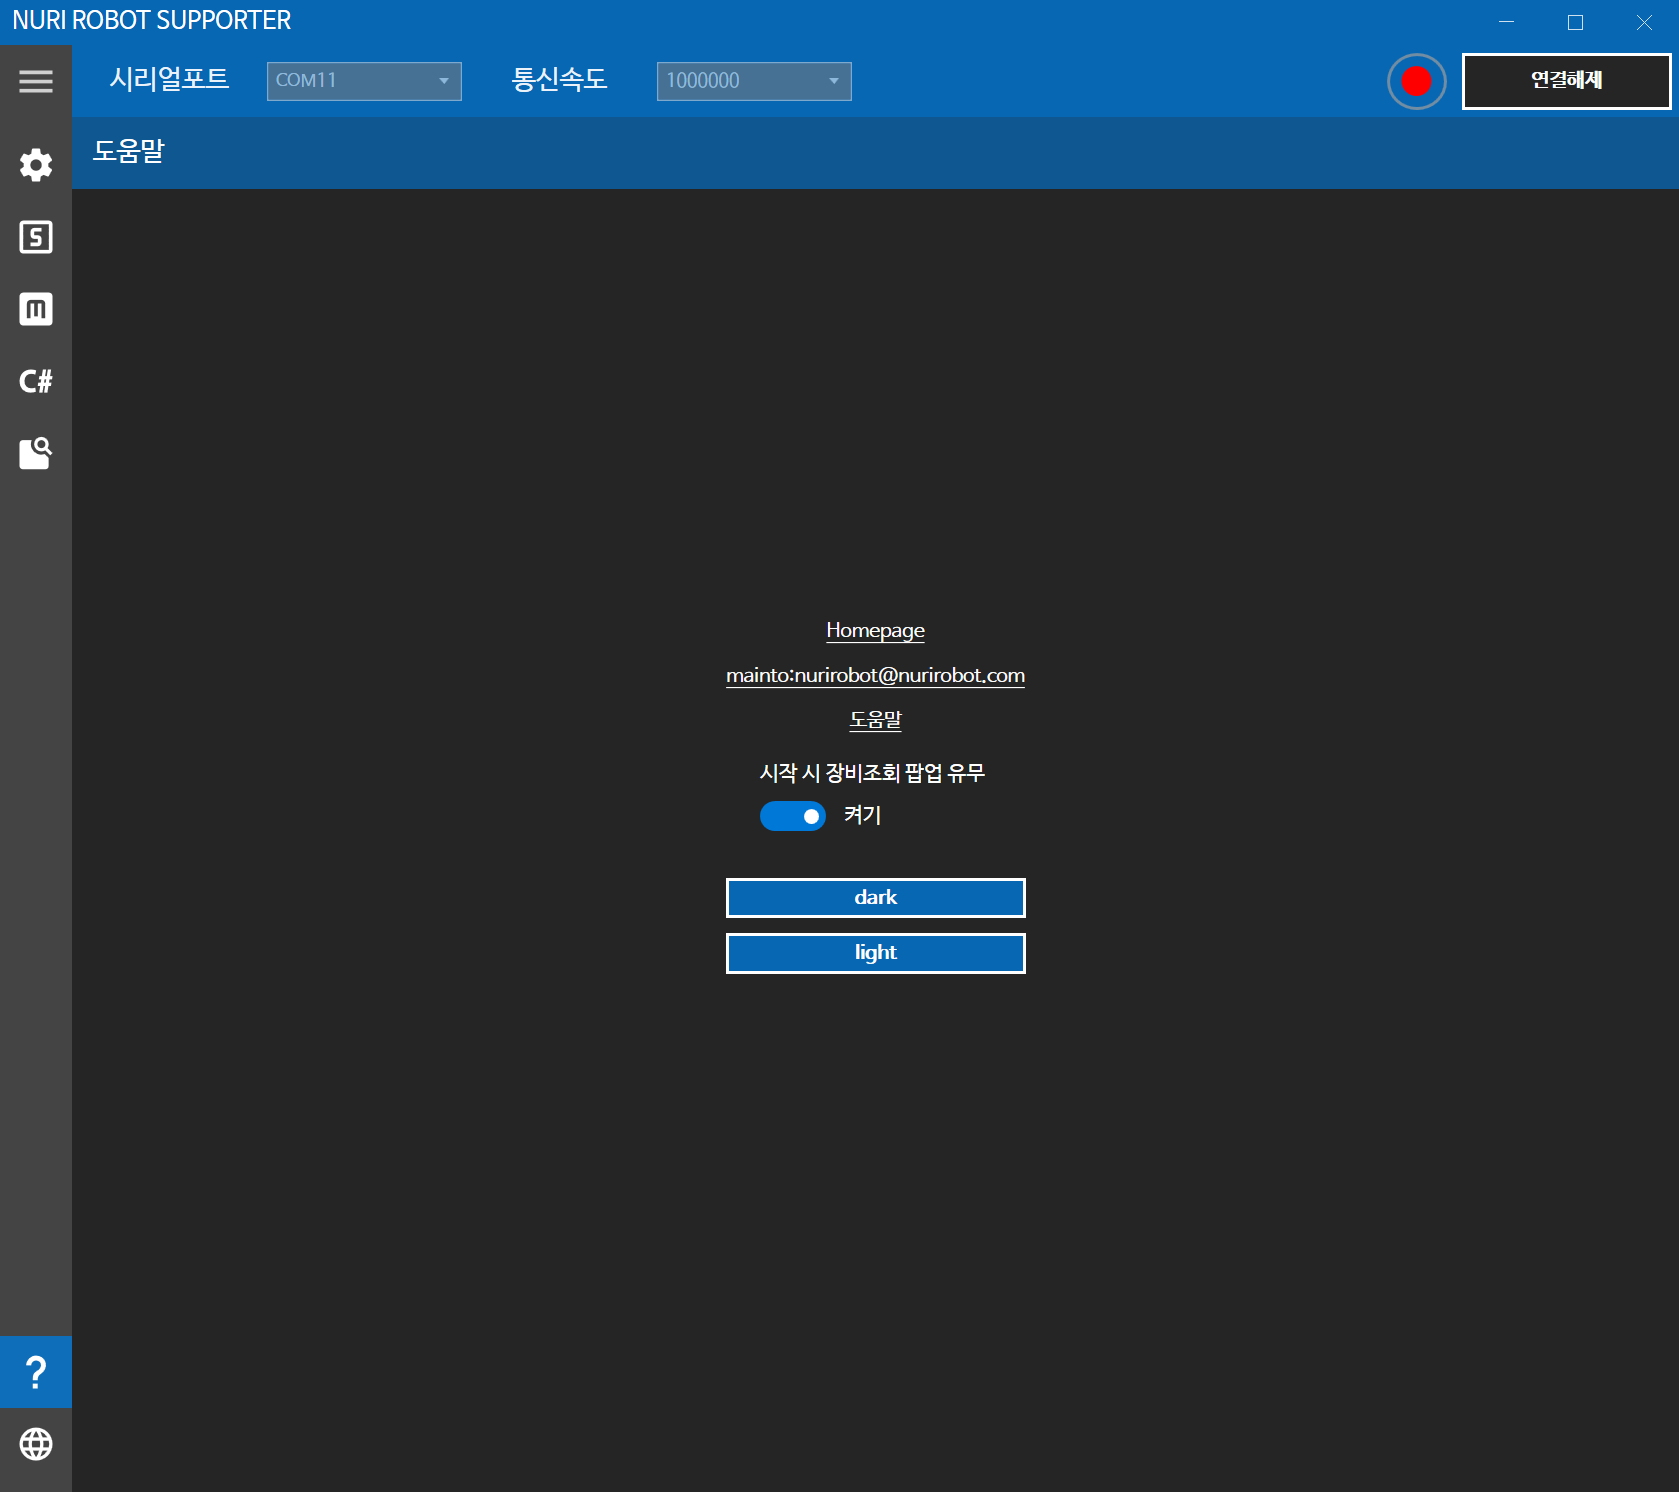 NURI ROBOT SUPPORTER
시리얼포트 COM11 통신속도 1000000 연결해제
도움말
S
m
C#
Homepage
mainto:nurirobot@nurirobot.com
도움말
시작 시 장비조회 팝업 유무
켜기
dark
light
?